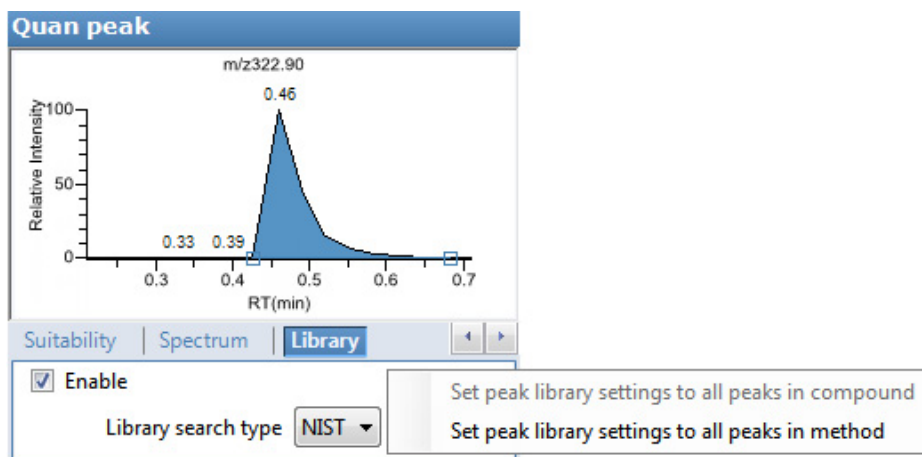 Quan peak
m/z322.90
0.46
Relative Intensity
100
50
0
0.33 0.39
0.3 0.4 0.5 0.6 0.7
RT(min)
Suitability Spectrum Library
Enable
Library search type NIST
Set peak library settings to all peaks in compound
Set peak library settings to all peaks in method